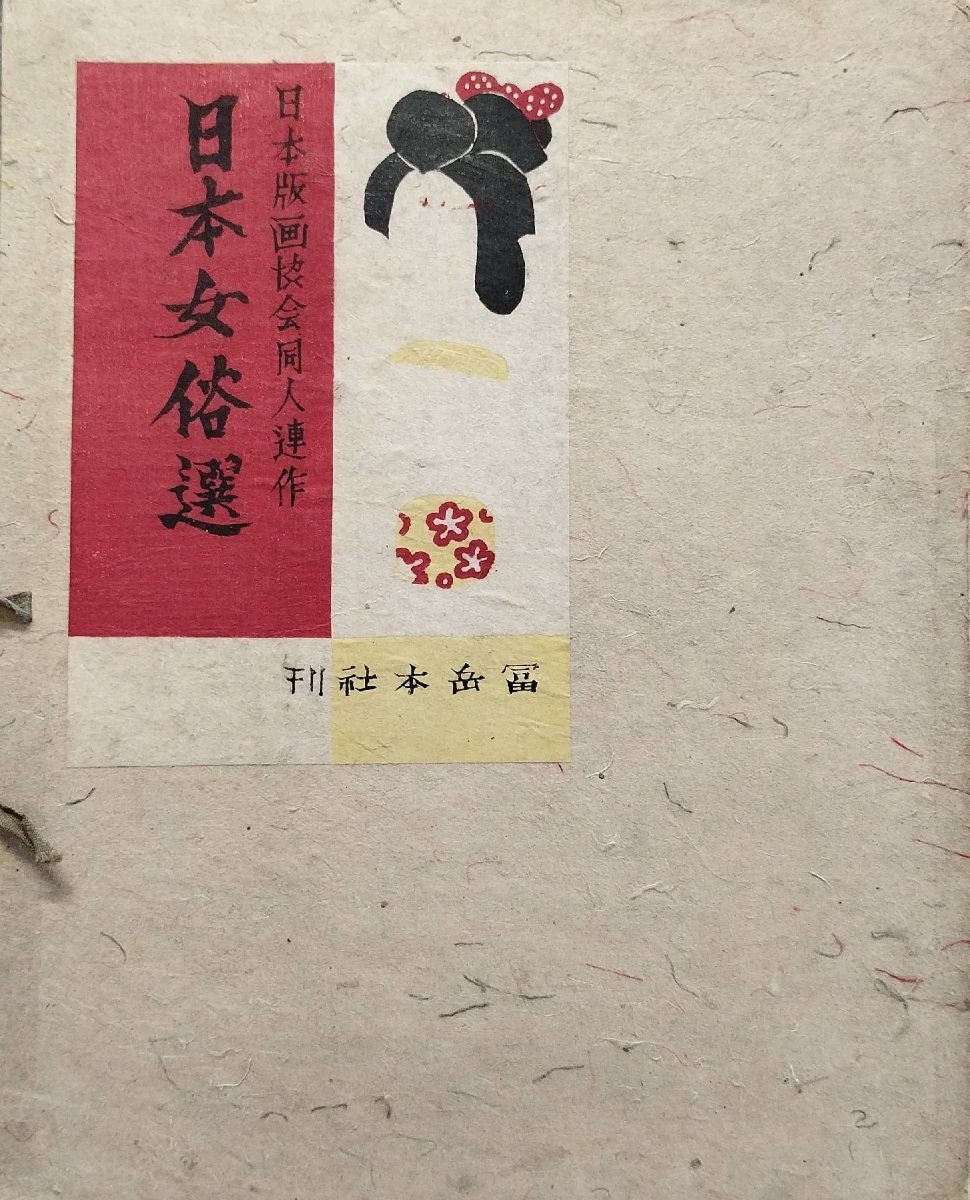 日本版画協会同人連作
日本女俗選
冨岳本社刊
2